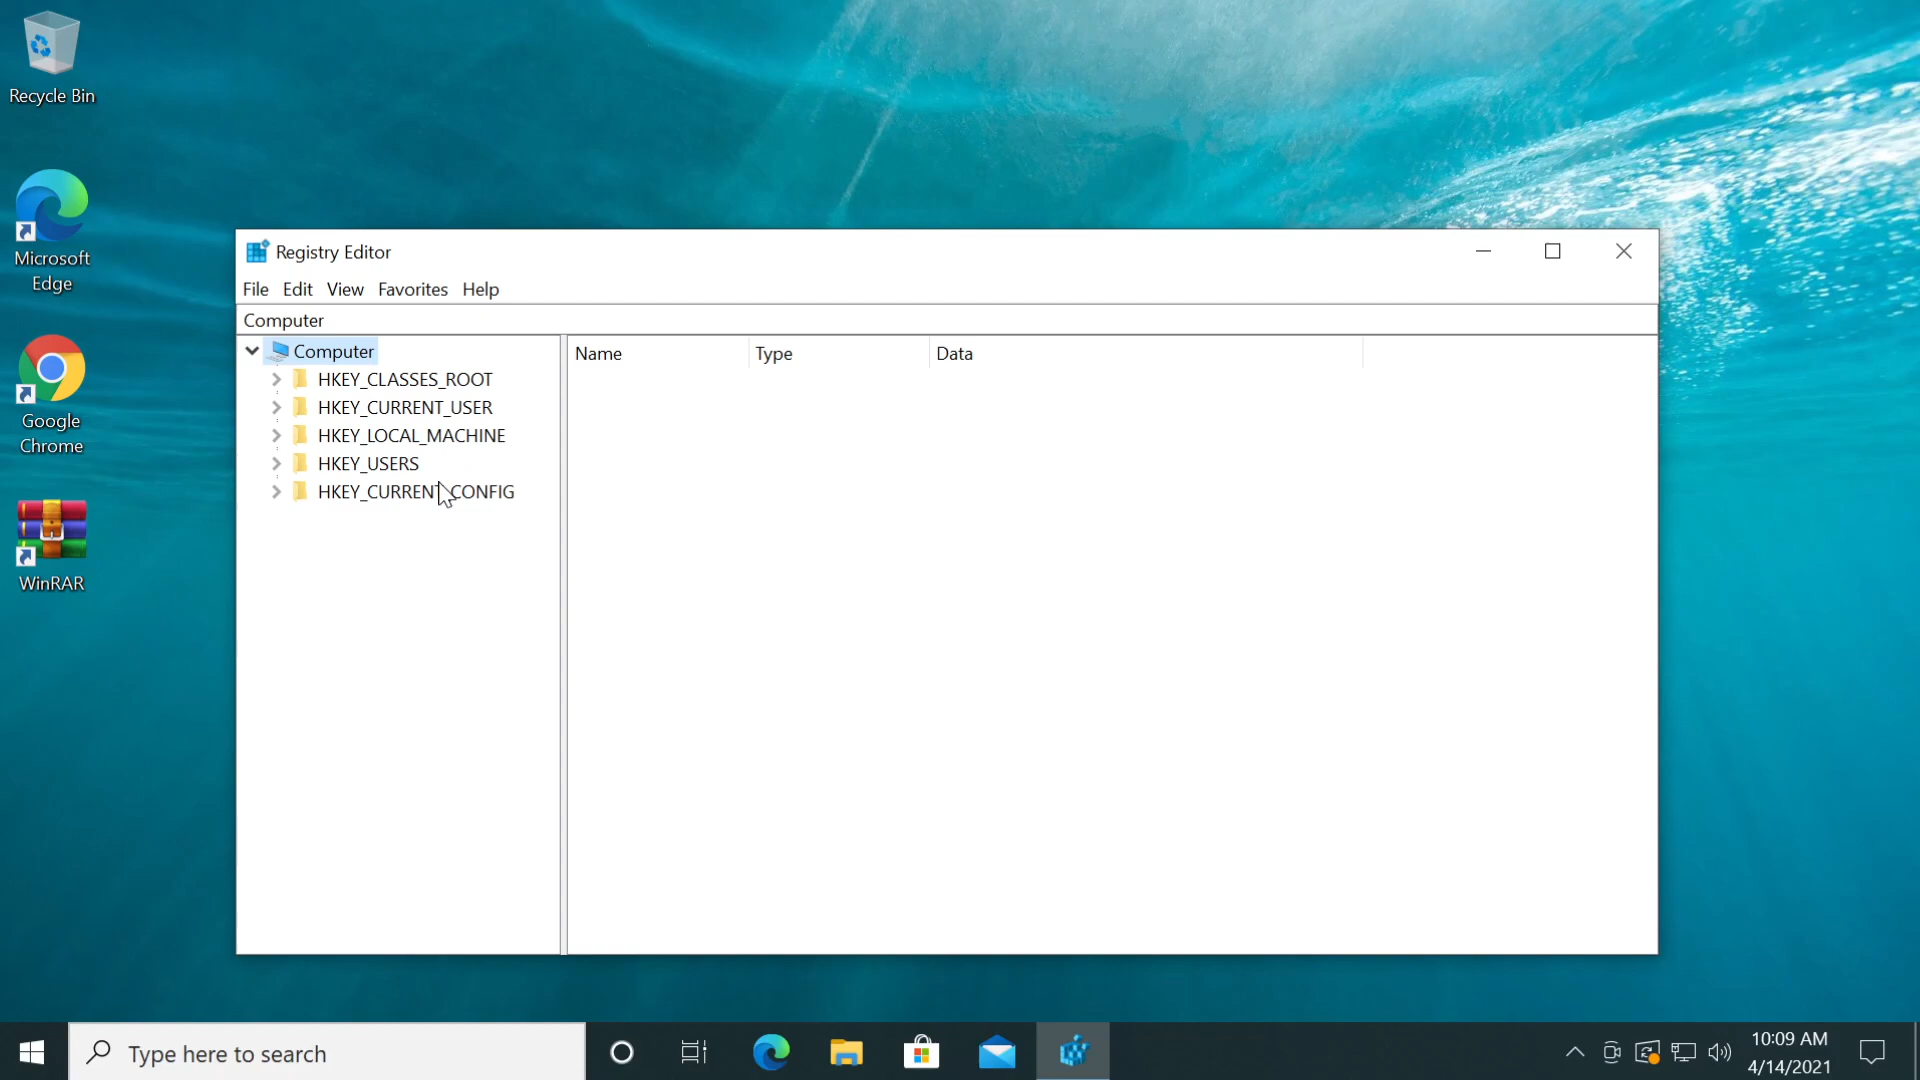 Recycle Bin
Microsoft
Edge
Google
Chrome
WinRAR
Registry Editor
File Edit View Favorites Help
Computer
Computer
HKEY_CLASSES_ROOT
HKEY_CURRENT_USER
HKEY_LOCAL_MACHINE
HKEY_USERS
HKEY_CURRENT_CONFIG
Name Type Data
Type here to search
10:09 AM
4/14/2021